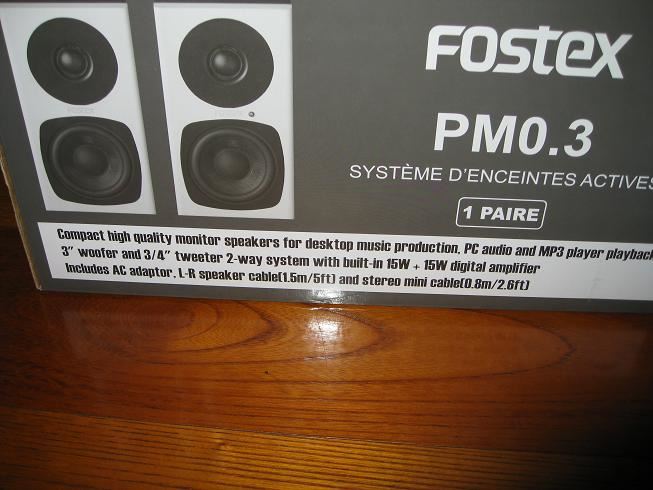 FOSTEX
PM0.3
SYSTÈME D'ENCEINTES ACTIVES
1 PAIRE
Compact high quality monitor speakers for desktop music production, PC audio and MP3 player playback
3" woofer and 3/4" tweeter 2-way system with built-in 15W + 15W digital amplifier
Includes AC adaptor, L-R speaker cable(1.5m/5ft) and stereo mini cable(0.8m/2.6ft)